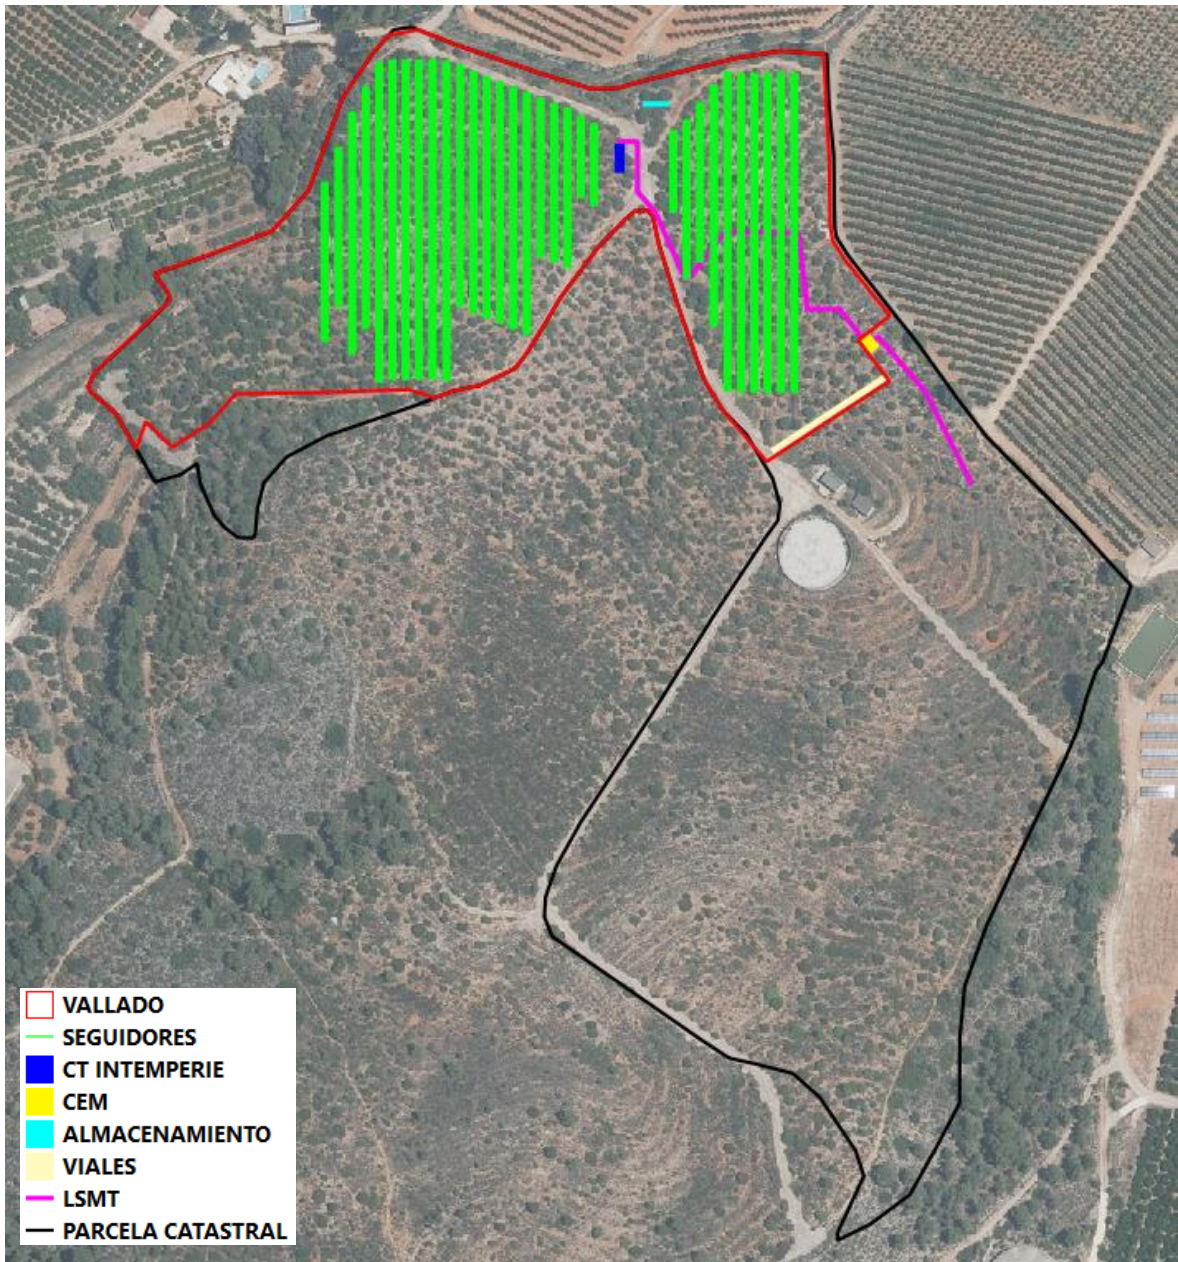 VALLADO
SEGUIDORES
CT INTEMPERIE
CEM
ALMACENAMIENTO
VIALES
LSMT
PARCELA CATASTRAL